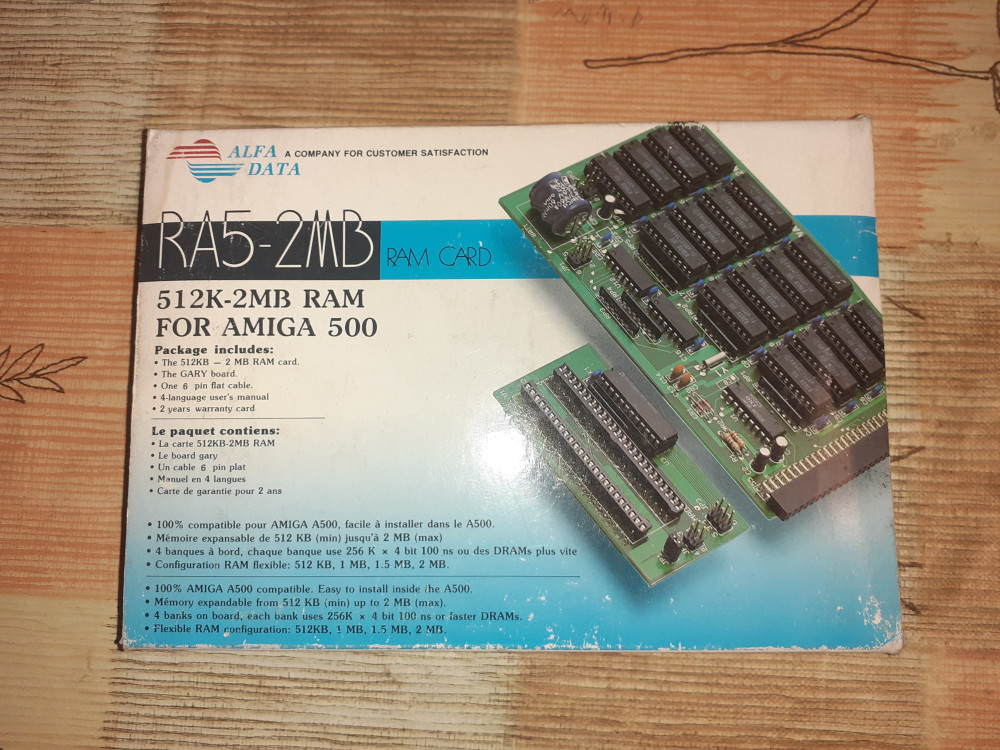 ALFA DATA
A COMPANY FOR CUSTOMER SATISFACTION
RA5-2MB RAM CARD
512K-2MB RAM
FOR AMIGA 500
Package includes:
• The 512KB — 2 MB RAM card.
• The GARY board.
• One 6 pin flat cable.
• 4-language user's manual
• 2 years warranty card
Le paquet contiens:
• La carte 512KB-2MB RAM
• Le board gary
• Un cable 6 pin plat
• Manuel en 4 langues
• Carte de garantie pour 2 ans
• 100% compatible pour AMIGA A500, facile à installer dans le A500.
• Mémoire expansable de 512 KB (min) jusqu'à 2 MB (max)
• 4 banques à bord, chaque banque use 256 K × 4 bit 100 ns ou des DRAMs plus vite
• Configuration RAM flexible: 512 KB, 1 MB, 1.5 MB, 2 MB.
• 100% AMIGA A500 compatible. Easy to install inside the A500.
• Mémory expandable from 512 KB (min) up to 2 MB (max).
• 4 banks on board, each bank uses 256K × 4 bit 100 ns or faster DRAMs.
• Flexible RAM configuration: 512KB, 1 MB, 1.5 MB, 2 MB.